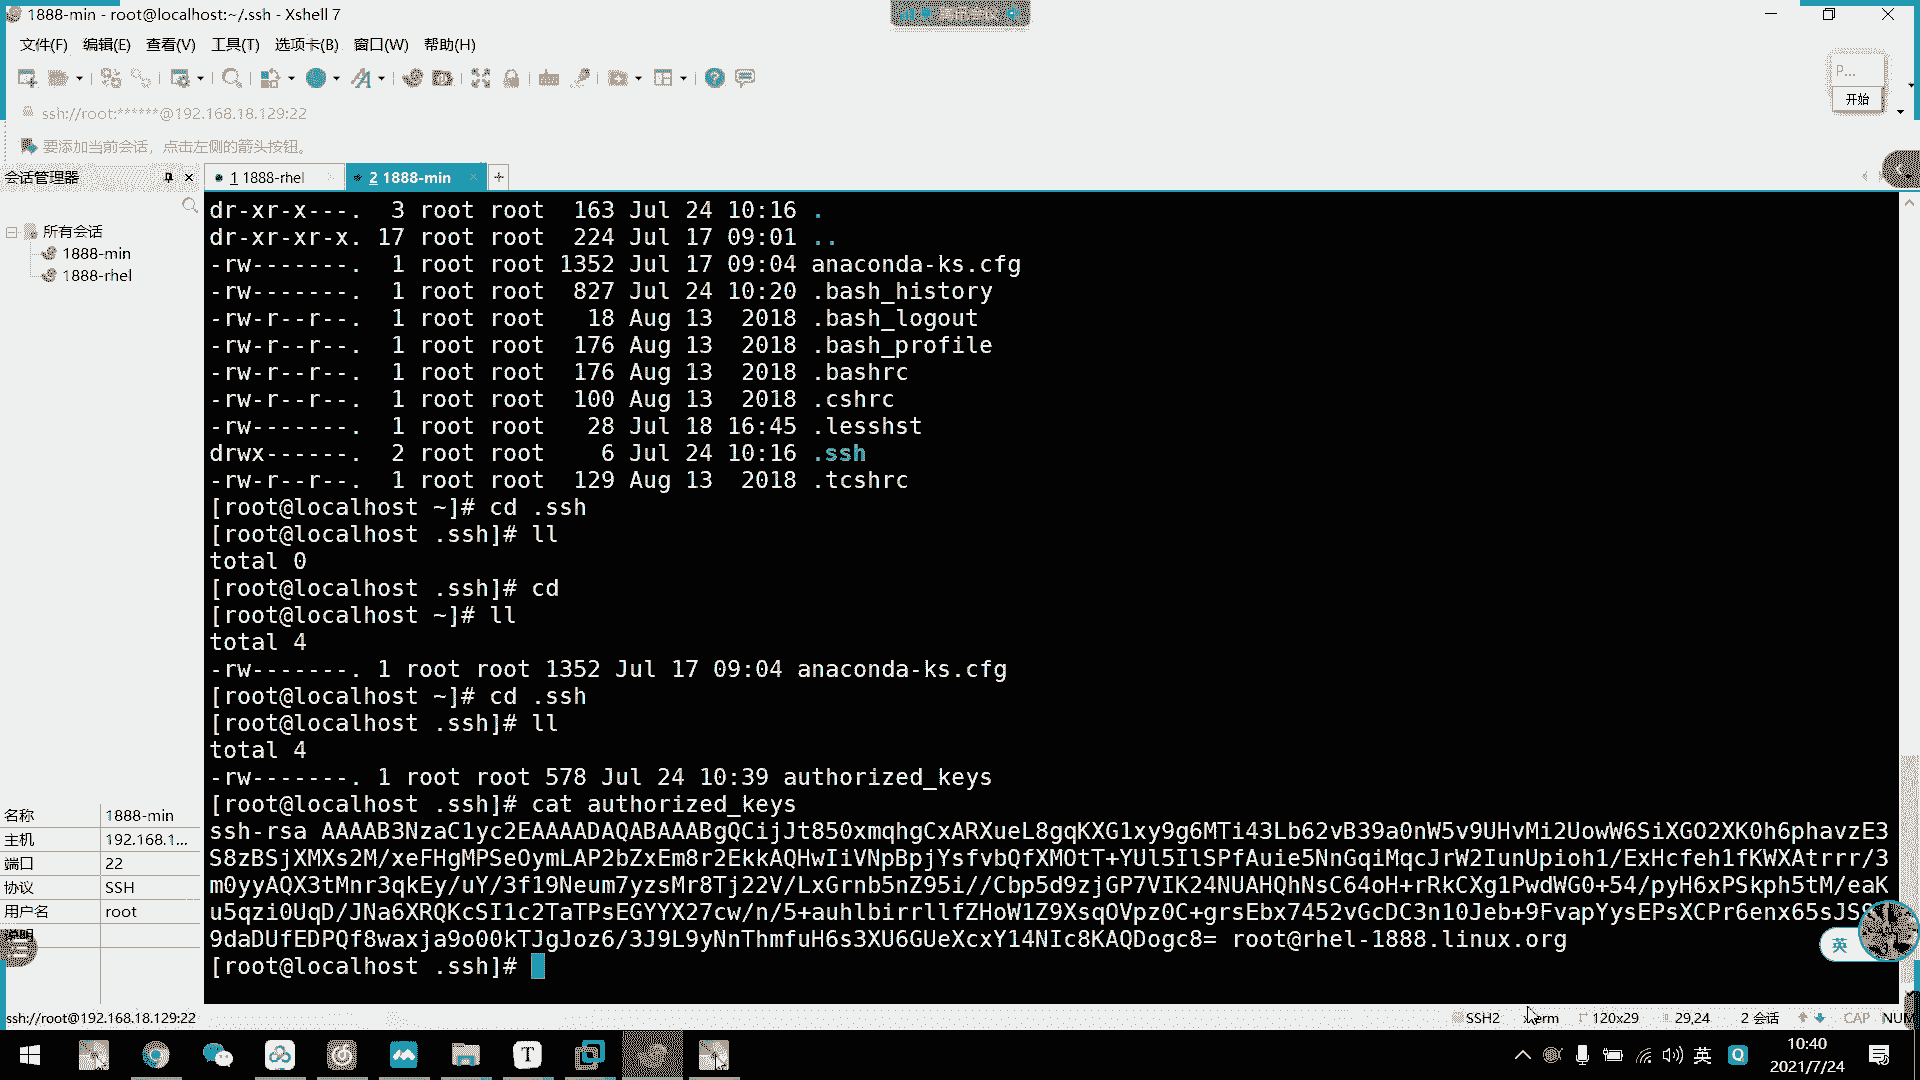 1888-min - root@localhost:~/.ssh - Xshell 7
文件(F) 编辑(E) 查看(V) 工具(T) 选项卡(B) 窗口(W) 帮助(H)
ssh://root:******@192.168.18.129:22
要添加当前会话，点击左侧的箭头按钮。
P...
开始
会话管理器
1 1888-rhel
2 1888-min
所有会话
1888-min
1888-rhel
dr-xr-x---. 3 root root 163 Jul 24 10:16 .
dr-xr-xr-x. 17 root root 224 Jul 17 09:01 ..
-rw-------. 1 root root 1352 Jul 17 09:04 anaconda-ks.cfg
-rw-------. 1 root root 827 Jul 24 10:20 .bash_history
-rw-r--r--. 1 root root 18 Aug 13 2018 .bash_logout
-rw-r--r--. 1 root root 176 Aug 13 2018 .bash_profile
-rw-r--r--. 1 root root 176 Aug 13 2018 .bashrc
-rw-r--r--. 1 root root 100 Aug 13 2018 .cshrc
-rw-------. 1 root root 28 Jul 18 16:45 .lesshst
drwx------. 2 root root 6 Jul 24 10:16 .ssh
-rw-r--r--. 1 root root 129 Aug 13 2018 .tcshrc
[root@localhost ~]# cd .ssh
[root@localhost .ssh]# ll
total 0
[root@localhost .ssh]# cd
[root@localhost ~]# ll
total 4
-rw-------. 1 root root 1352 Jul 17 09:04 anaconda-ks.cfg
[root@localhost ~]# cd .ssh
[root@localhost .ssh]# ll
total 4
-rw-------. 1 root root 578 Jul 24 10:39 authorized_keys
[root@localhost .ssh]# cat authorized_keys
ssh-rsa AAAAB3NzaC1yc2EAAAADAQABAAABgQCijJt850xmqhgCxARXueL8gqKXG1xy9g6MTi43Lb62vB39a0nW5v9UHvMi2UowW6SiXGO2XK0h6phavzE3
S8zBSjXMXs2M/xeFHgMPSeOymLAP2bZxEm8r2EkkAQHwIiVNpBpjYsfvbQfXMOtT+YUl5IlSPfAuie5NnGqiMqcJrW2IunUpioh1/ExHcfeh1fKWXAtrrr/3
m0yyAQX3tMnr3qkEy/uY/3f19Neum7yzsMr8Tj22V/LxGrnb5nZ95i//Cbp5d9zjGP7VIK24NUAHQhNsC64oH+rRkCXg1PwdWG0+54/pyH6xPSkph5tM/eaK
u5qzi0UqD/JNa6XRQKcSI1c2TaTPsEGYYX27cw/n/5+auhlbirrllfZHoW1Z9XsqOVpz0C+grsEbx7452vGcDC3n10Jeb+9FvapYysEPsXCPr6enx65sJS
9daDUfEDPQf8waxja9o00kTJgJoz6/3J9L9yNnThmfuH6s3XU6GUeXcxY14NIc8KAQDogc8= root@rhel-1888.linux.org
[root@localhost .ssh]#
名称 1888-min
主机 192.168.1...
端口 22
协议 SSH
用户名 root
说明
英
ssh://root@192.168.18.129:22
SSH2 xterm 120x29 29,24 2 会话 CAP NUM
英
10:40
2021/7/24